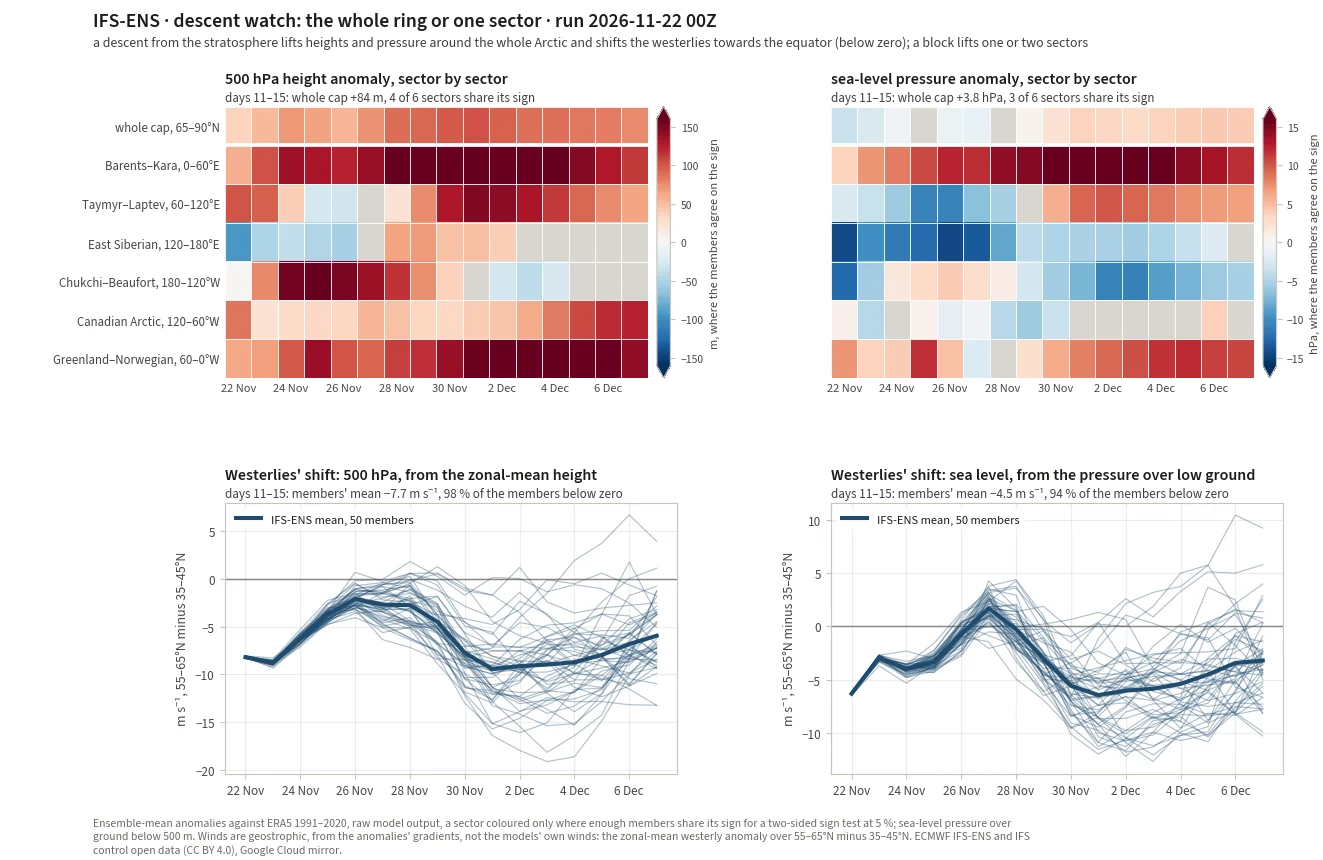 IFS-ENS · descent watch: the whole ring or one sector · run 2026-11-22 00Z
a descent from the stratosphere lifts heights and pressure around the whole Arctic and shifts the westerlies towards the equator (below zero); a block lifts one or two sectors
500 hPa height anomaly, sector by sector
days 11–15: whole cap +84 m, 4 of 6 sectors share its sign
whole cap, 65–90°N
Barents–Kara, 0–60°E
Taymyr–Laptev, 60–120°E
East Siberian, 120–180°E
Chukchi–Beaufort, 180–120°W
Canadian Arctic, 120–60°W
Greenland–Norwegian, 60–0°W
22 Nov 24 Nov 26 Nov 28 Nov 30 Nov 2 Dec 4 Dec 6 Dec
150
100
50
0
−50
−100
−150
m, where the members agree on the sign
sea-level pressure anomaly, sector by sector
days 11–15: whole cap +3.8 hPa, 3 of 6 sectors share its sign
22 Nov 24 Nov 26 Nov 28 Nov 30 Nov 2 Dec 4 Dec 6 Dec
15
10
5
0
−5
−10
−15
hPa, where the members agree on the sign
Westerlies' shift: 500 hPa, from the zonal-mean height
days 11–15: members' mean −7.7 m s⁻¹, 98 % of the members below zero
IFS-ENS mean, 50 members
5
0
−5
−10
−15
−20
m s⁻¹, 55–65°N minus 35–45°N
22 Nov 24 Nov 26 Nov 28 Nov 30 Nov 2 Dec 4 Dec 6 Dec
Westerlies' shift: sea level, from the pressure over low ground
days 11–15: members' mean −4.5 m s⁻¹, 94 % of the members below zero
IFS-ENS mean, 50 members
10
5
0
−5
−10
m s⁻¹, 55–65°N minus 35–45°N
22 Nov 24 Nov 26 Nov 28 Nov 30 Nov 2 Dec 4 Dec 6 Dec
Ensemble-mean anomalies against ERA5 1991–2020, raw model output, a sector coloured only where enough members share its sign for a two-sided sign test at 5 %; sea-level pressure over
ground below 500 m. Winds are geostrophic, from the anomalies' gradients, not the models' own winds: the zonal-mean westerly anomaly over 55–65°N minus 35–45°N. ECMWF IFS-ENS and IFS
control open data (CC BY 4.0), Google Cloud mirror.